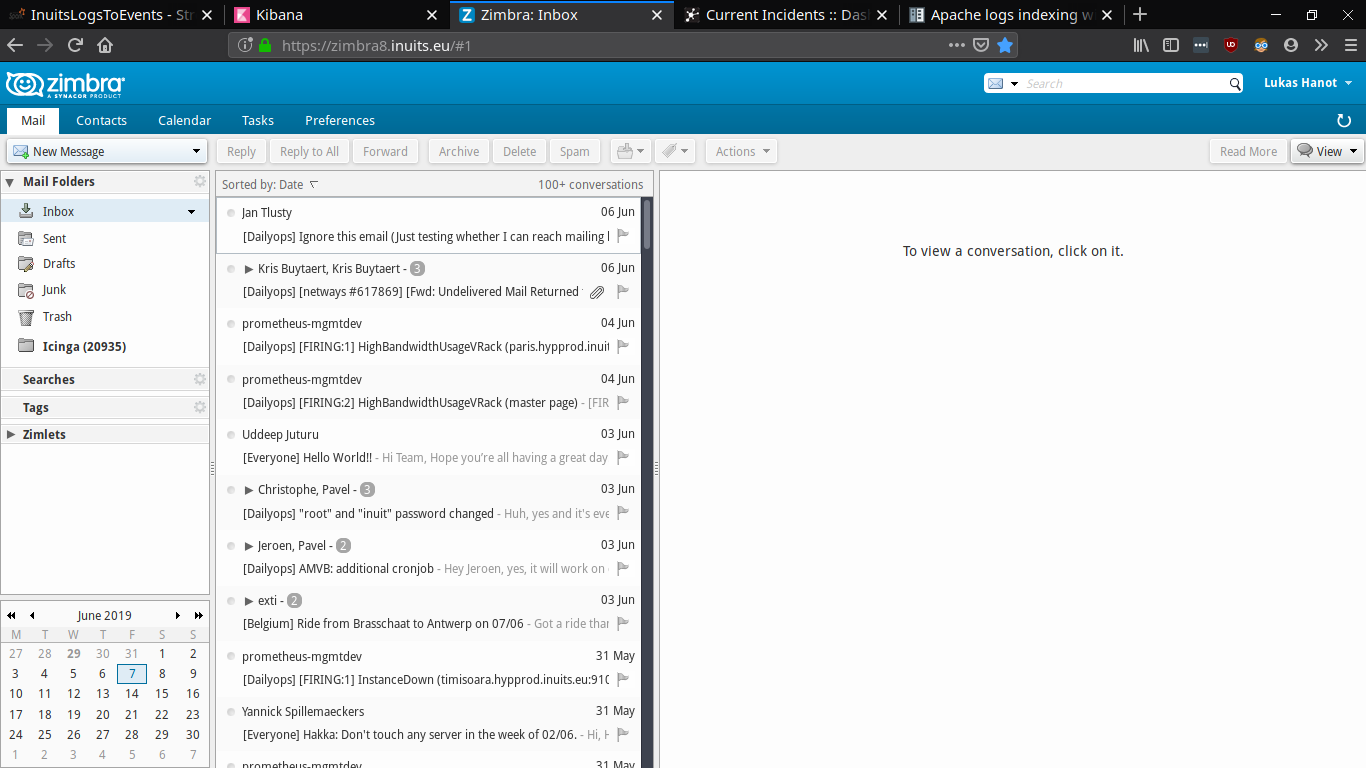 InuitsLogsToEvents - Str
Kibana
Zimbra: Inbox
Current Incidents :: Das
Apache logs indexing w
https://zimbra8.inuits.eu/#1
zimbra
A SYNACOR PRODUCT
Search
Lukas Hanot
Mail
Contacts
Calendar
Tasks
Preferences
New Message
Reply
Reply to All
Forward
Archive
Delete
Spam
Actions
Read More
View
Mail Folders
Inbox
Sent
Drafts
Junk
Trash
Icinga (20935)
Searches
Tags
Zimlets
Sorted by: Date
100+ conversations
Jan Tlusty 06 Jun
[Dailyops] Ignore this email (Just testing whether I can reach mailing l
Kris Buytaert, Kris Buytaert - 3 06 Jun
[Dailyops] [netways #617869] [Fwd: Undelivered Mail Returned
prometheus-mgmtdev 04 Jun
[Dailyops] [FIRING:1] HighBandwidthUsageVRack (paris.hypprod.inuit
prometheus-mgmtdev 04 Jun
[Dailyops] [FIRING:2] HighBandwidthUsageVRack (master page) - [FIR
Uddeep Juturu 03 Jun
[Everyone] Hello World!! - Hi Team, Hope you're all having a great day
Christophe, Pavel - 3 03 Jun
[Dailyops] "root" and "inuit" password changed - Huh, yes and it's eve
Jeroen, Pavel - 2 03 Jun
[Dailyops] AMVB: additional cronjob - Hey Jeroen, yes, it will work on
exti - 2 03 Jun
[Belgium] Ride from Brasschaat to Antwerp on 07/06 - Got a ride than
prometheus-mgmtdev 31 May
[Dailyops] [FIRING:1] InstanceDown (timisoara.hypprod.inuits.eu:910
Yannick Spillemaeckers 31 May
[Everyone] Hakka: Don't touch any server in the week of 02/06. - Hi, H
prometheus-mgmtdev 31 May
To view a conversation, click on it.
June 2019
M T W T F S S
27 28 29 30 31 1 2
3 4 5 6 7 8 9
10 11 12 13 14 15 16
17 18 19 20 21 22 23
24 25 26 27 28 29 30
1 2 3 4 5 6 7